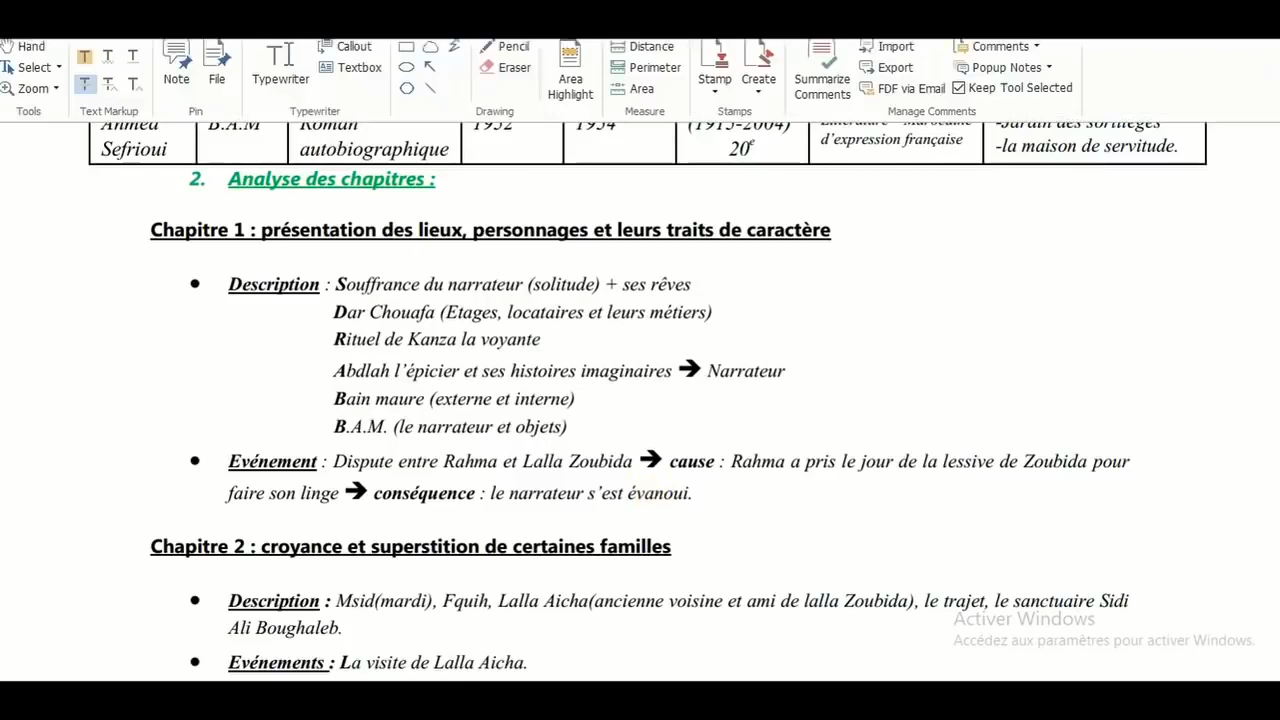 Hand
Select
Zoom
Tools
Text Markup
Note
File
Pin
Typewriter
Callout
Textbox
Typewriter
Pencil
Eraser
Drawing
Area
Highlight
Distance
Perimeter
Area
Measure
Stamp
Create
Stamps
Summarize
Comments
Import
Export
FDF via Email
Comments
Popup Notes
Keep Tool Selected
Manage Comments
Ahmed B.A.M Roman 1952 1954 (1915-2004) Littérature Marocaine -Jardin des sortilèges
Sefrioui autobiographique 20e d'expression française -la maison de servitude.
2. Analyse des chapitres :
Chapitre 1 : présentation des lieux, personnages et leurs traits de caractère
• Description : Souffrance du narrateur (solitude) + ses rêves
Dar Chouafa (Etages, locataires et leurs métiers)
Rituel de Kanza la voyante
Abdlah l'épicier et ses histoires imaginaires ➔ Narrateur
Bain maure (externe et interne)
B.A.M. (le narrateur et objets)
• Evénement : Dispute entre Rahma et Lalla Zoubida ➔ cause : Rahma a pris le jour de la lessive de Zoubida pour
faire son linge ➔ conséquence : le narrateur s'est évanoui.
Chapitre 2 : croyance et superstition de certaines familles
• Description : Msid(mardi), Fquih, Lalla Aicha(ancienne voisine et ami de lalla Zoubida), le trajet, le sanctuaire Sidi
Ali Boughaleb.
• Evénements : La visite de Lalla Aicha.
Activer Windows
Accédez aux paramètres pour activer Windows.